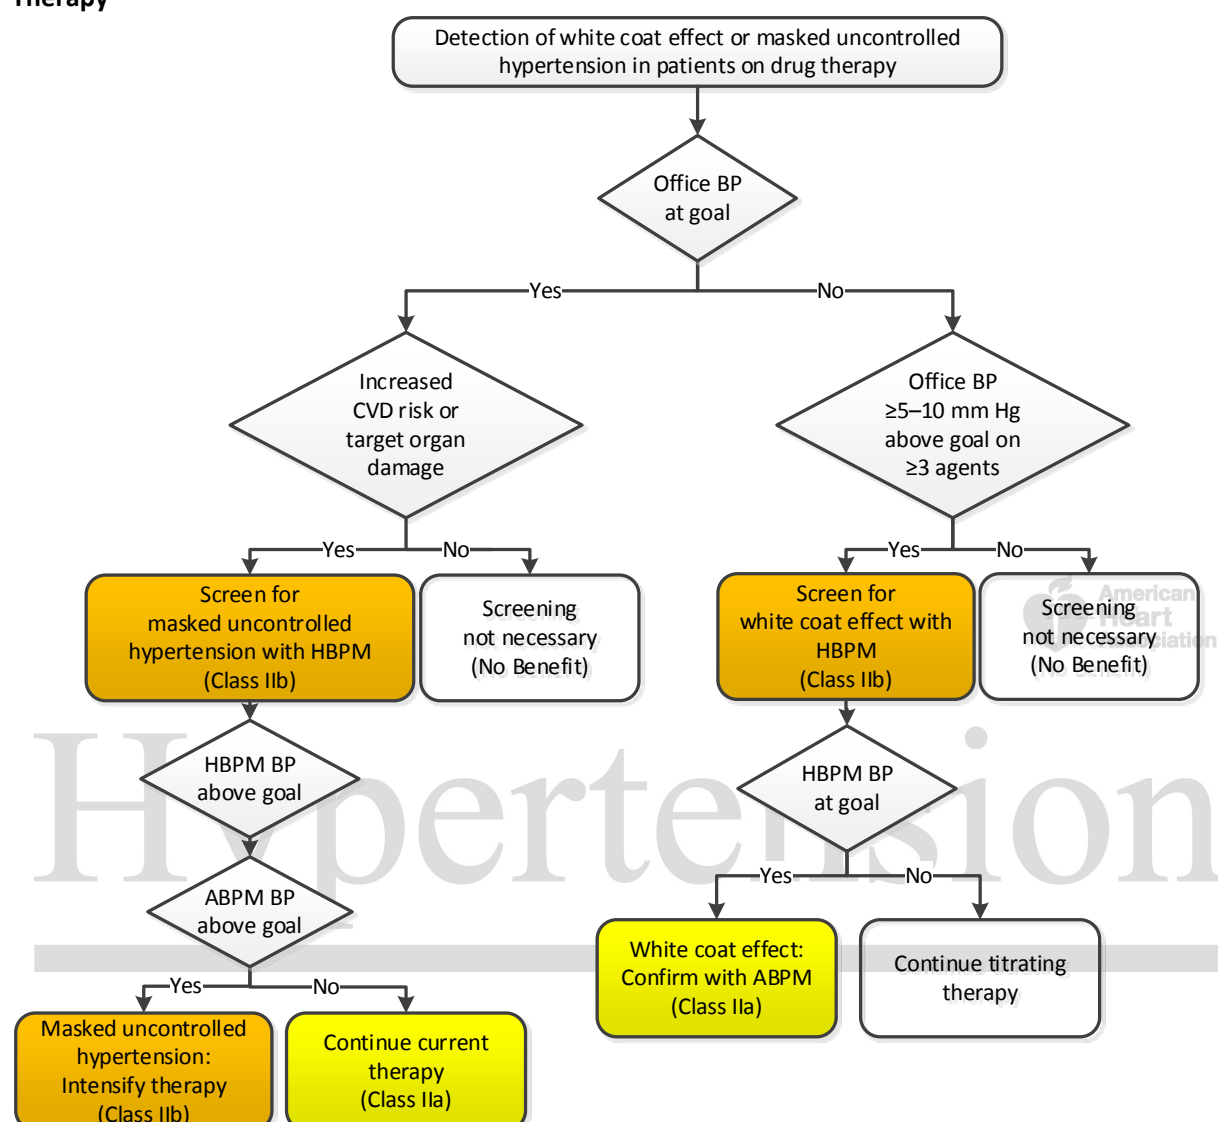 Therapy
Detection of white coat effect or masked uncontrolled
hypertension in patients on drug therapy
Office BP
at goal
Yes
No
Increased
CVD risk or
target organ
damage
Office BP
≥5–10 mm Hg
above goal on
≥3 agents
Yes
No
Yes
No
Screen for
masked uncontrolled
hypertension with HBPM
(Class IIb)
Screening
not necessary
(No Benefit)
Screen for
white coat effect with
HBPM
(Class IIb)
Screening
not necessary
(No Benefit)
American
Heart
Association
Hypertension
HBPM BP
above goal
HBPM BP
at goal
ABPM BP
above goal
Yes
No
White coat effect:
Confirm with ABPM
(Class IIa)
Continue titrating
therapy
Yes
No
Masked uncontrolled
hypertension:
Intensify therapy
(Class IIb)
Continue current
therapy
(Class IIa)